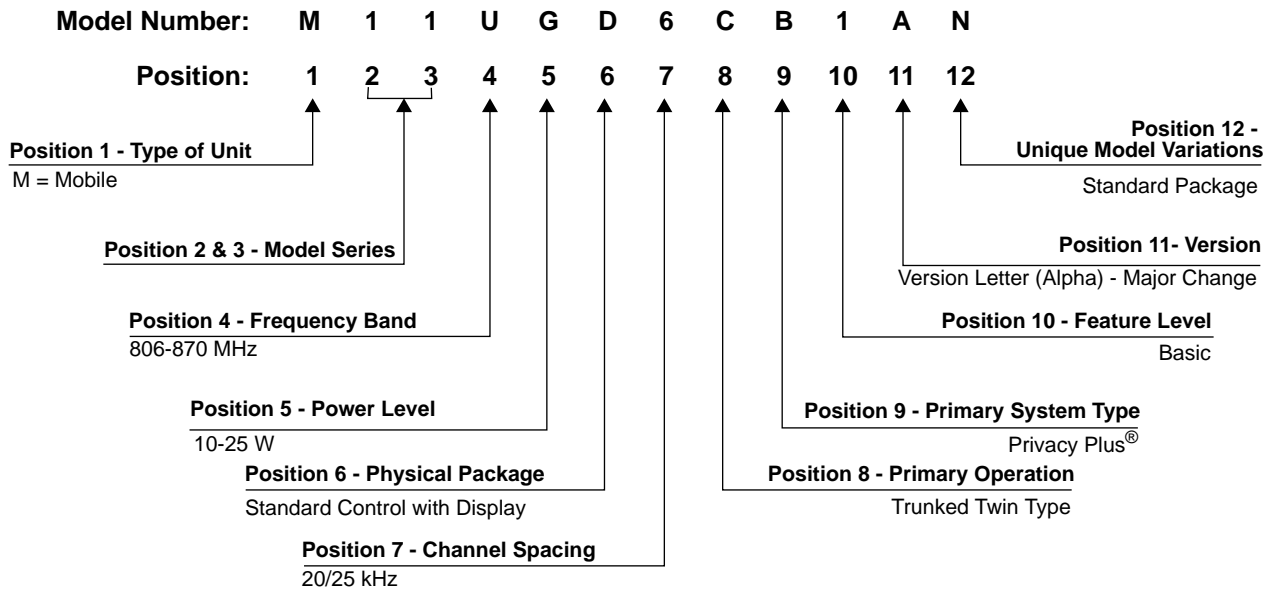 Model Number: M 1 1 U G D 6 C B 1 A N
Position: 1 2 3 4 5 6 7 8 9 10 11 12
Position 1 - Type of Unit
M = Mobile
Position 12 -
Unique Model Variations
Standard Package
Position 2 & 3 - Model Series
Position 11- Version
Version Letter (Alpha) - Major Change
Position 4 - Frequency Band
806-870 MHz
Position 10 - Feature Level
Basic
Position 5 - Power Level
10-25 W
Position 9 - Primary System Type
Privacy Plus®
Position 6 - Physical Package
Standard Control with Display
Position 8 - Primary Operation
Trunked Twin Type
Position 7 - Channel Spacing
20/25 kHz